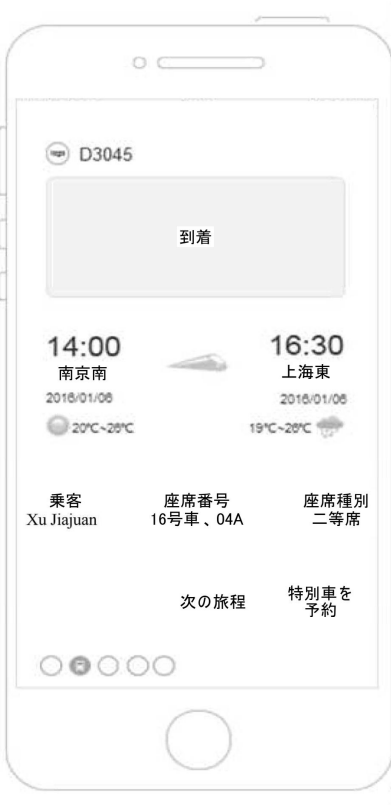 D3045
到着
14:00 16:30
南京南 上海東
2016/01/06 2016/01/06
20℃~26℃ 19℃~26℃
乗客 座席番号 座席種別
Xu Jiajuan 16号車、04A 二等席
次の旅程 特別車を
予約